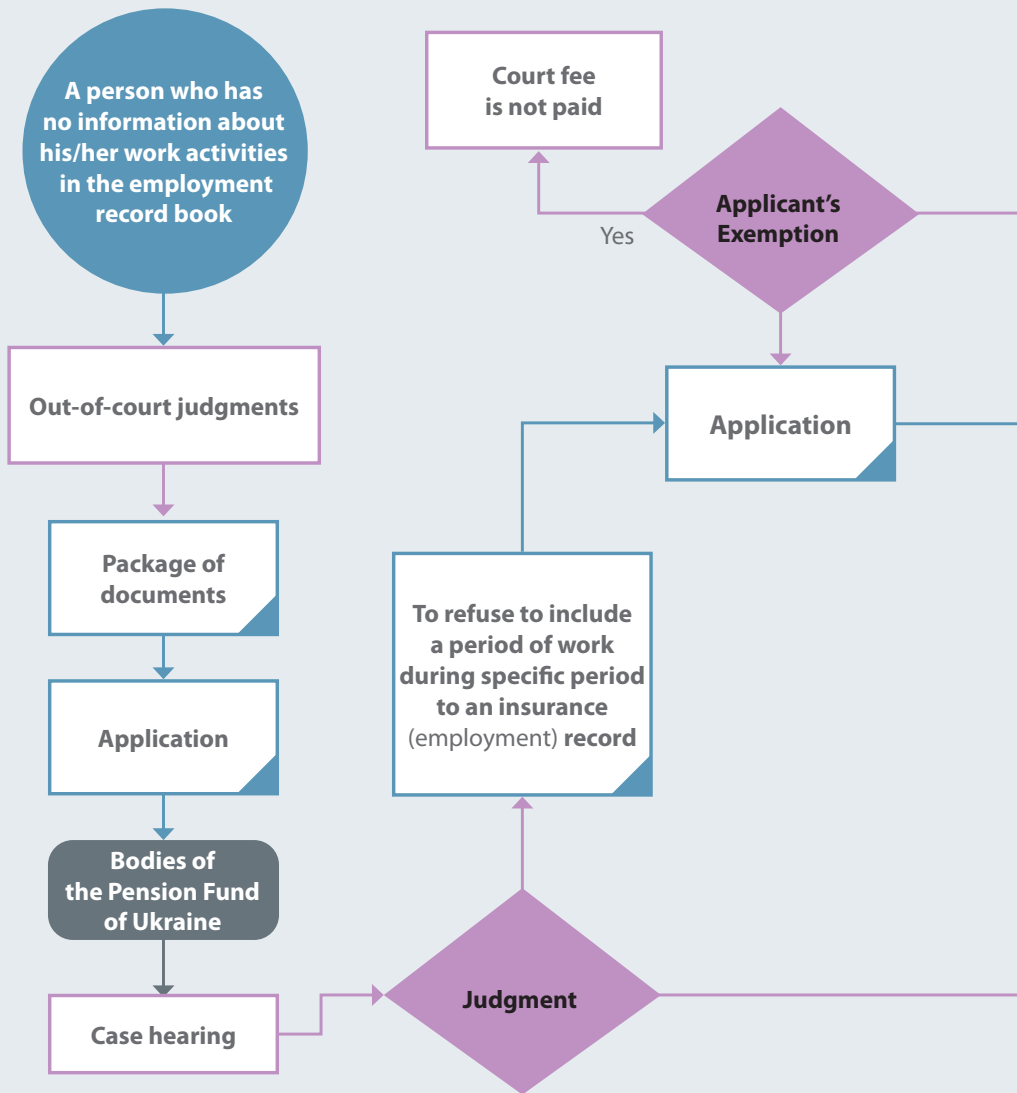 A person who has
no information about
his/her work activities
in the employment
record book
Out-of-court judgments
Package of
documents
Application
Bodies of
the Pension Fund
of Ukraine
Case hearing
Judgment
To refuse to include
a period of work
during specific period
to an insurance
(employment) record
Application
Applicant’s
Exemption
Yes
Court fee
is not paid